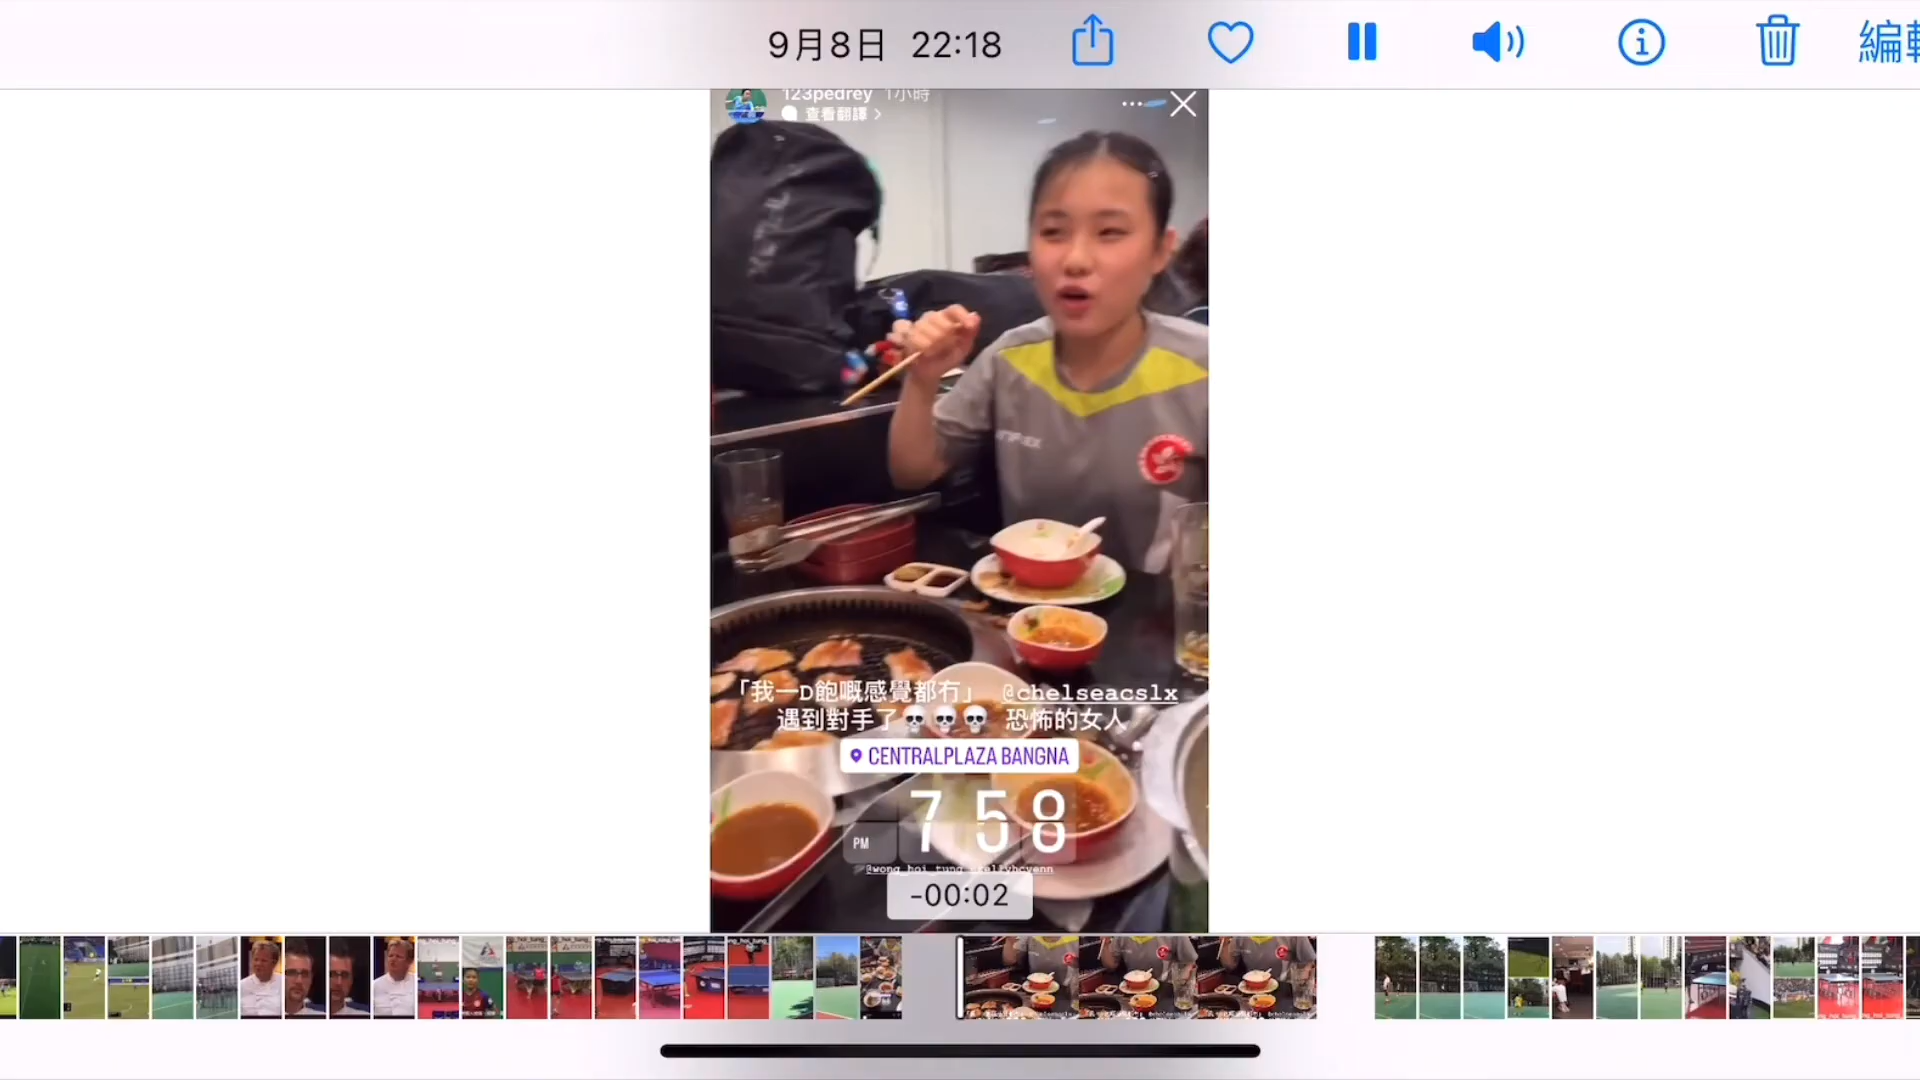 9月8日 22:18
編輯
123pedrey 1小時
查看翻譯 >
「我一D飽嘅感覺都冇」 @chelseacslx
遇到對手了💀💀💀 恐怖的女人
CENTRALPLAZA BANGNA
7 58
PM
@wong_hoi_tung
-00:02